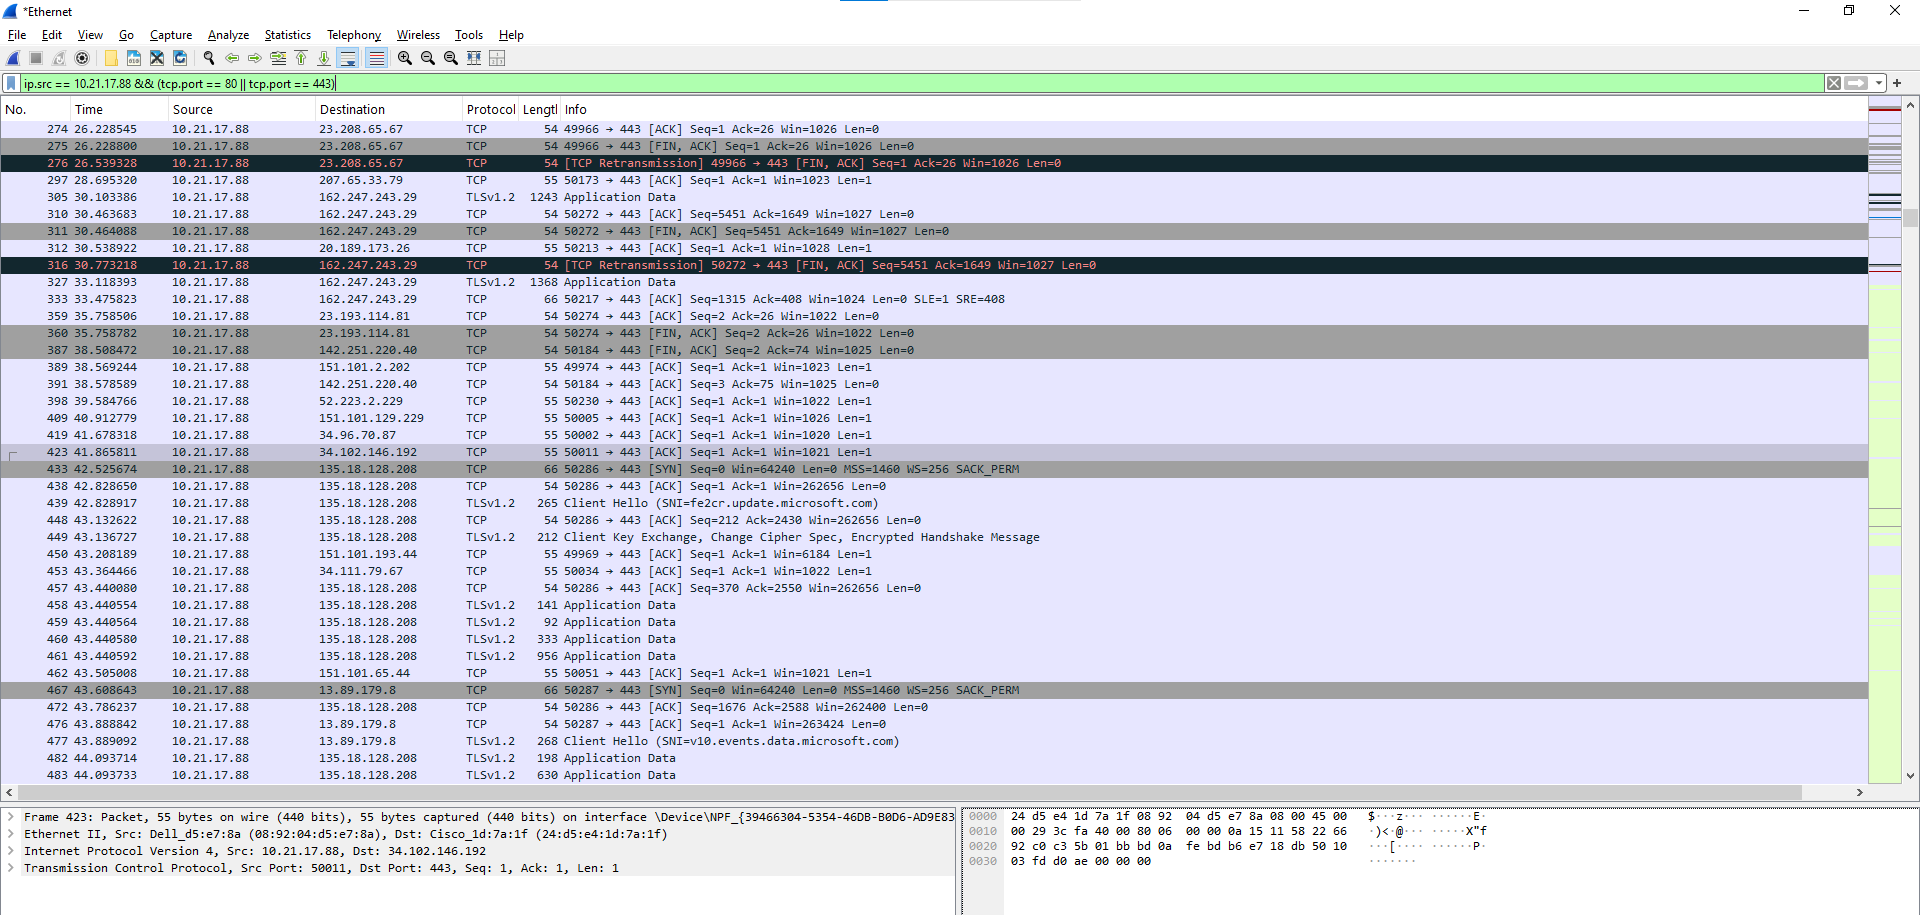 *Ethernet
File Edit View Go Capture Analyze Statistics Telephony Wireless Tools Help
ip.src == 10.21.17.88 && (tcp.port == 80 || tcp.port == 443)
No. Time Source Destination Protocol Lengtl Info
274 26.228545 10.21.17.88 23.208.65.67 TCP 54 49966 → 443 [ACK] Seq=1 Ack=26 Win=1026 Len=0
275 26.228800 10.21.17.88 23.208.65.67 TCP 54 49966 → 443 [FIN, ACK] Seq=1 Ack=26 Win=1026 Len=0
276 26.539328 10.21.17.88 23.208.65.67 TCP 54 [TCP Retransmission] 49966 → 443 [FIN, ACK] Seq=1 Ack=26 Win=1026 Len=0
297 28.695320 10.21.17.88 207.65.33.79 TCP 55 50173 → 443 [ACK] Seq=1 Ack=1 Win=1023 Len=1
305 30.103386 10.21.17.88 162.247.243.29 TLSv1.2 1243 Application Data
310 30.463683 10.21.17.88 162.247.243.29 TCP 54 50272 → 443 [ACK] Seq=5451 Ack=1649 Win=1027 Len=0
311 30.464088 10.21.17.88 162.247.243.29 TCP 54 50272 → 443 [FIN, ACK] Seq=5451 Ack=1649 Win=1027 Len=0
312 30.538922 10.21.17.88 20.189.173.26 TCP 55 50213 → 443 [ACK] Seq=1 Ack=1 Win=1028 Len=1
316 30.773218 10.21.17.88 162.247.243.29 TCP 54 [TCP Retransmission] 50272 → 443 [FIN, ACK] Seq=5451 Ack=1649 Win=1027 Len=0
327 33.118393 10.21.17.88 162.247.243.29 TLSv1.2 1368 Application Data
333 33.475823 10.21.17.88 162.247.243.29 TCP 66 50217 → 443 [ACK] Seq=1315 Ack=408 Win=1024 Len=0 SLE=1 SRE=408
359 35.758506 10.21.17.88 23.193.114.81 TCP 54 50274 → 443 [ACK] Seq=2 Ack=26 Win=1022 Len=0
360 35.758782 10.21.17.88 23.193.114.81 TCP 54 50274 → 443 [FIN, ACK] Seq=2 Ack=26 Win=1022 Len=0
387 38.508472 10.21.17.88 142.251.220.40 TCP 54 50184 → 443 [FIN, ACK] Seq=2 Ack=74 Win=1025 Len=0
389 38.569244 10.21.17.88 151.101.2.202 TCP 55 49974 → 443 [ACK] Seq=1 Ack=1 Win=1023 Len=1
391 38.578589 10.21.17.88 142.251.220.40 TCP 54 50184 → 443 [ACK] Seq=3 Ack=75 Win=1025 Len=0
398 39.584766 10.21.17.88 52.223.2.229 TCP 55 50230 → 443 [ACK] Seq=1 Ack=1 Win=1022 Len=1
409 40.912779 10.21.17.88 151.101.129.229 TCP 55 50005 → 443 [ACK] Seq=1 Ack=1 Win=1026 Len=1
419 41.678318 10.21.17.88 34.96.70.87 TCP 55 50002 → 443 [ACK] Seq=1 Ack=1 Win=1020 Len=1
423 41.865811 10.21.17.88 34.102.146.192 TCP 55 50011 → 443 [ACK] Seq=1 Ack=1 Win=1021 Len=1
433 42.525674 10.21.17.88 135.18.128.208 TCP 66 50286 → 443 [SYN] Seq=0 Win=64240 Len=0 MSS=1460 WS=256 SACK_PERM
438 42.828650 10.21.17.88 135.18.128.208 TCP 54 50286 → 443 [ACK] Seq=1 Ack=1 Win=262656 Len=0
439 42.828917 10.21.17.88 135.18.128.208 TLSv1.2 265 Client Hello (SNI=fe2cr.update.microsoft.com)
448 43.132622 10.21.17.88 135.18.128.208 TCP 54 50286 → 443 [ACK] Seq=212 Ack=2430 Win=262656 Len=0
449 43.136727 10.21.17.88 135.18.128.208 TLSv1.2 212 Client Key Exchange, Change Cipher Spec, Encrypted Handshake Message
450 43.208189 10.21.17.88 151.101.193.44 TCP 55 49969 → 443 [ACK] Seq=1 Ack=1 Win=6184 Len=1
453 43.364466 10.21.17.88 34.111.79.67 TCP 55 50034 → 443 [ACK] Seq=1 Ack=1 Win=1022 Len=1
457 43.440080 10.21.17.88 135.18.128.208 TCP 54 50286 → 443 [ACK] Seq=370 Ack=2550 Win=262656 Len=0
458 43.440554 10.21.17.88 135.18.128.208 TLSv1.2 141 Application Data
459 43.440564 10.21.17.88 135.18.128.208 TLSv1.2 92 Application Data
460 43.440580 10.21.17.88 135.18.128.208 TLSv1.2 333 Application Data
461 43.440592 10.21.17.88 135.18.128.208 TLSv1.2 956 Application Data
462 43.505008 10.21.17.88 151.101.65.44 TCP 55 50051 → 443 [ACK] Seq=1 Ack=1 Win=1021 Len=1
467 43.608643 10.21.17.88 13.89.179.8 TCP 66 50287 → 443 [SYN] Seq=0 Win=64240 Len=0 MSS=1460 WS=256 SACK_PERM
472 43.786237 10.21.17.88 135.18.128.208 TCP 54 50286 → 443 [ACK] Seq=1676 Ack=2588 Win=262400 Len=0
476 43.888842 10.21.17.88 13.89.179.8 TCP 54 50287 → 443 [ACK] Seq=1 Ack=1 Win=263424 Len=0
477 43.889092 10.21.17.88 13.89.179.8 TLSv1.2 268 Client Hello (SNI=v10.events.data.microsoft.com)
482 44.093714 10.21.17.88 135.18.128.208 TLSv1.2 198 Application Data
483 44.093733 10.21.17.88 135.18.128.208 TLSv1.2 630 Application Data
Frame 423: Packet, 55 bytes on wire (440 bits), 55 bytes captured (440 bits) on interface \Device\NPF_{39466304-5354-46DB-B0D6-AD9E83
Ethernet II, Src: Dell_d5:e7:8a (08:92:04:d5:e7:8a), Dst: Cisco_1d:7a:1f (24:d5:e4:1d:7a:1f)
Internet Protocol Version 4, Src: 10.21.17.88, Dst: 34.102.146.192
Transmission Control Protocol, Src Port: 50011, Dst Port: 443, Seq: 1, Ack: 1, Len: 1
0000 24 d5 e4 1d 7a 1f 08 92 04 d5 e7 8a 08 00 45 00 $···z··· ······E·
0010 00 29 3c fa 40 00 80 06 00 00 0a 15 11 58 22 66 ·)<·@··· ·····X"f
0020 92 c0 c3 5b 01 bb bd 0a fe bd b6 e7 18 db 50 10 ···[···· ······P·
0030 03 fd d0 ae 00 00 00 ·······